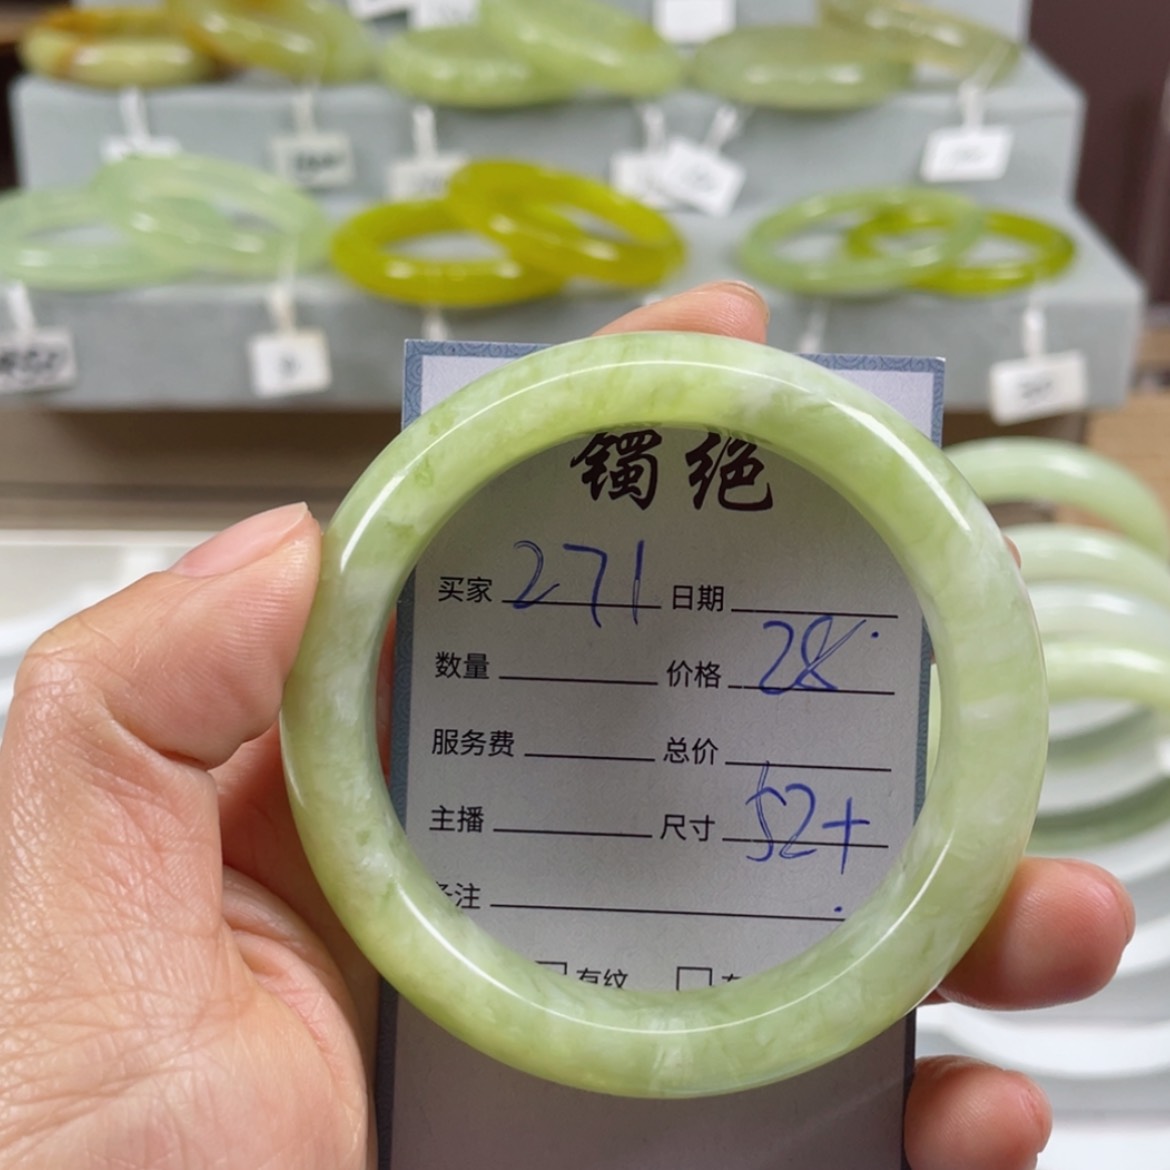 镯绝
买家 271 日期
数量 价格 28
服务费 总价
主播 尺寸 52+
备注
有纹